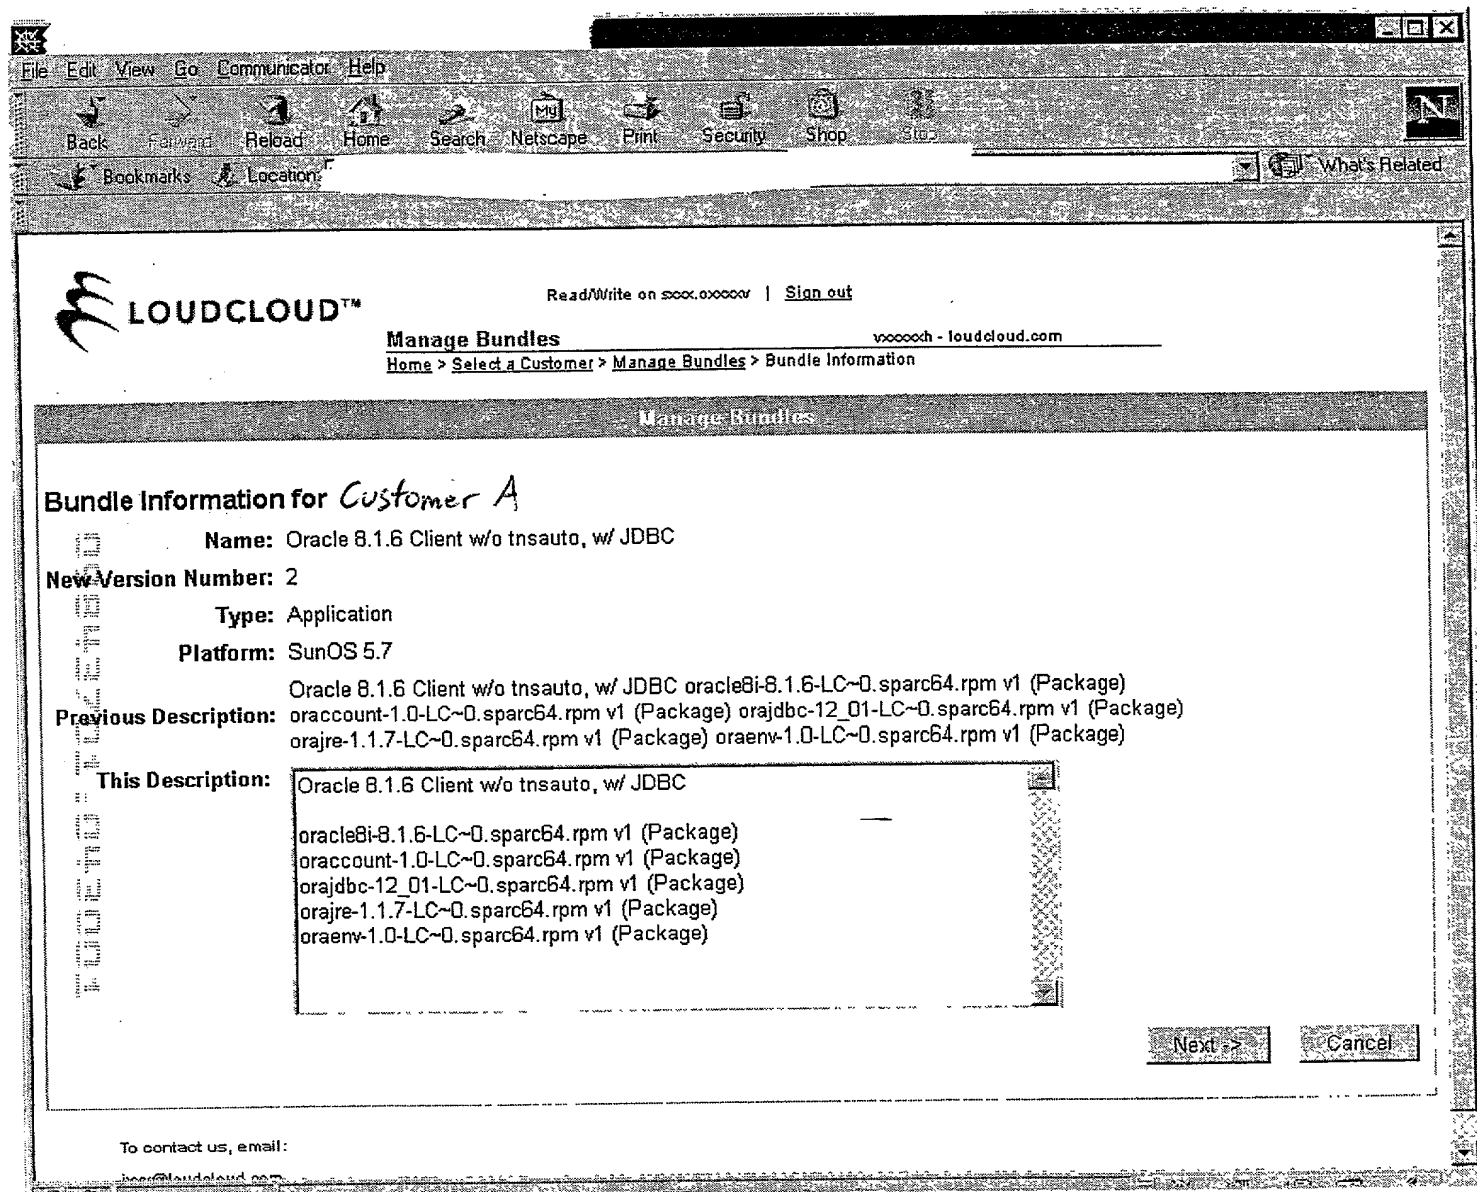 File Edit View Go Communicator Help
Back Forward Reload Home Search Netscape Print Security Shop Stop
My
N
Bookmarks Location: What's Related
LOUDCLOUD™
Read/Write on | Sign out
Manage Bundles
- loudcloud.com
Home > Select a Customer > Manage Bundles > Bundle Information
Manage Bundles
Bundle Information for Customer A
Name: Oracle 8.1.6 Client w/o tnsauto, w/ JDBC
New Version Number: 2
Type: Application
Platform: SunOS 5.7
Previous Description: Oracle 8.1.6 Client w/o tnsauto, w/ JDBC oracle8i-8.1.6-LC~0.sparc64.rpm v1 (Package)
oraccount-1.0-LC~0.sparc64.rpm v1 (Package) orajdbc-12_01-LC~0.sparc64.rpm v1 (Package)
orajre-1.1.7-LC~0.sparc64.rpm v1 (Package) oraenv-1.0-LC~0.sparc64.rpm v1 (Package)
This Description: Oracle 8.1.6 Client w/o tnsauto, w/ JDBC
oracle8i-8.1.6-LC~0.sparc64.rpm v1 (Package)
oraccount-1.0-LC~0.sparc64.rpm v1 (Package)
orajdbc-12_01-LC~0.sparc64.rpm v1 (Package)
orajre-1.1.7-LC~0.sparc64.rpm v1 (Package)
oraenv-1.0-LC~0.sparc64.rpm v1 (Package)
Next -> Cancel
To contact us, email: